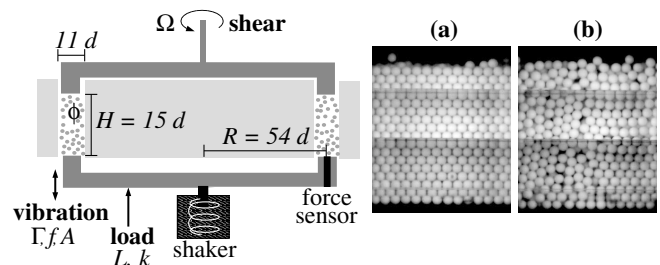 11 d
Ω shear
(a) (b)
ϕ
H = 15 d
R = 54 d
vibration
Γ, f, A
load
L, k
shaker
force
sensor